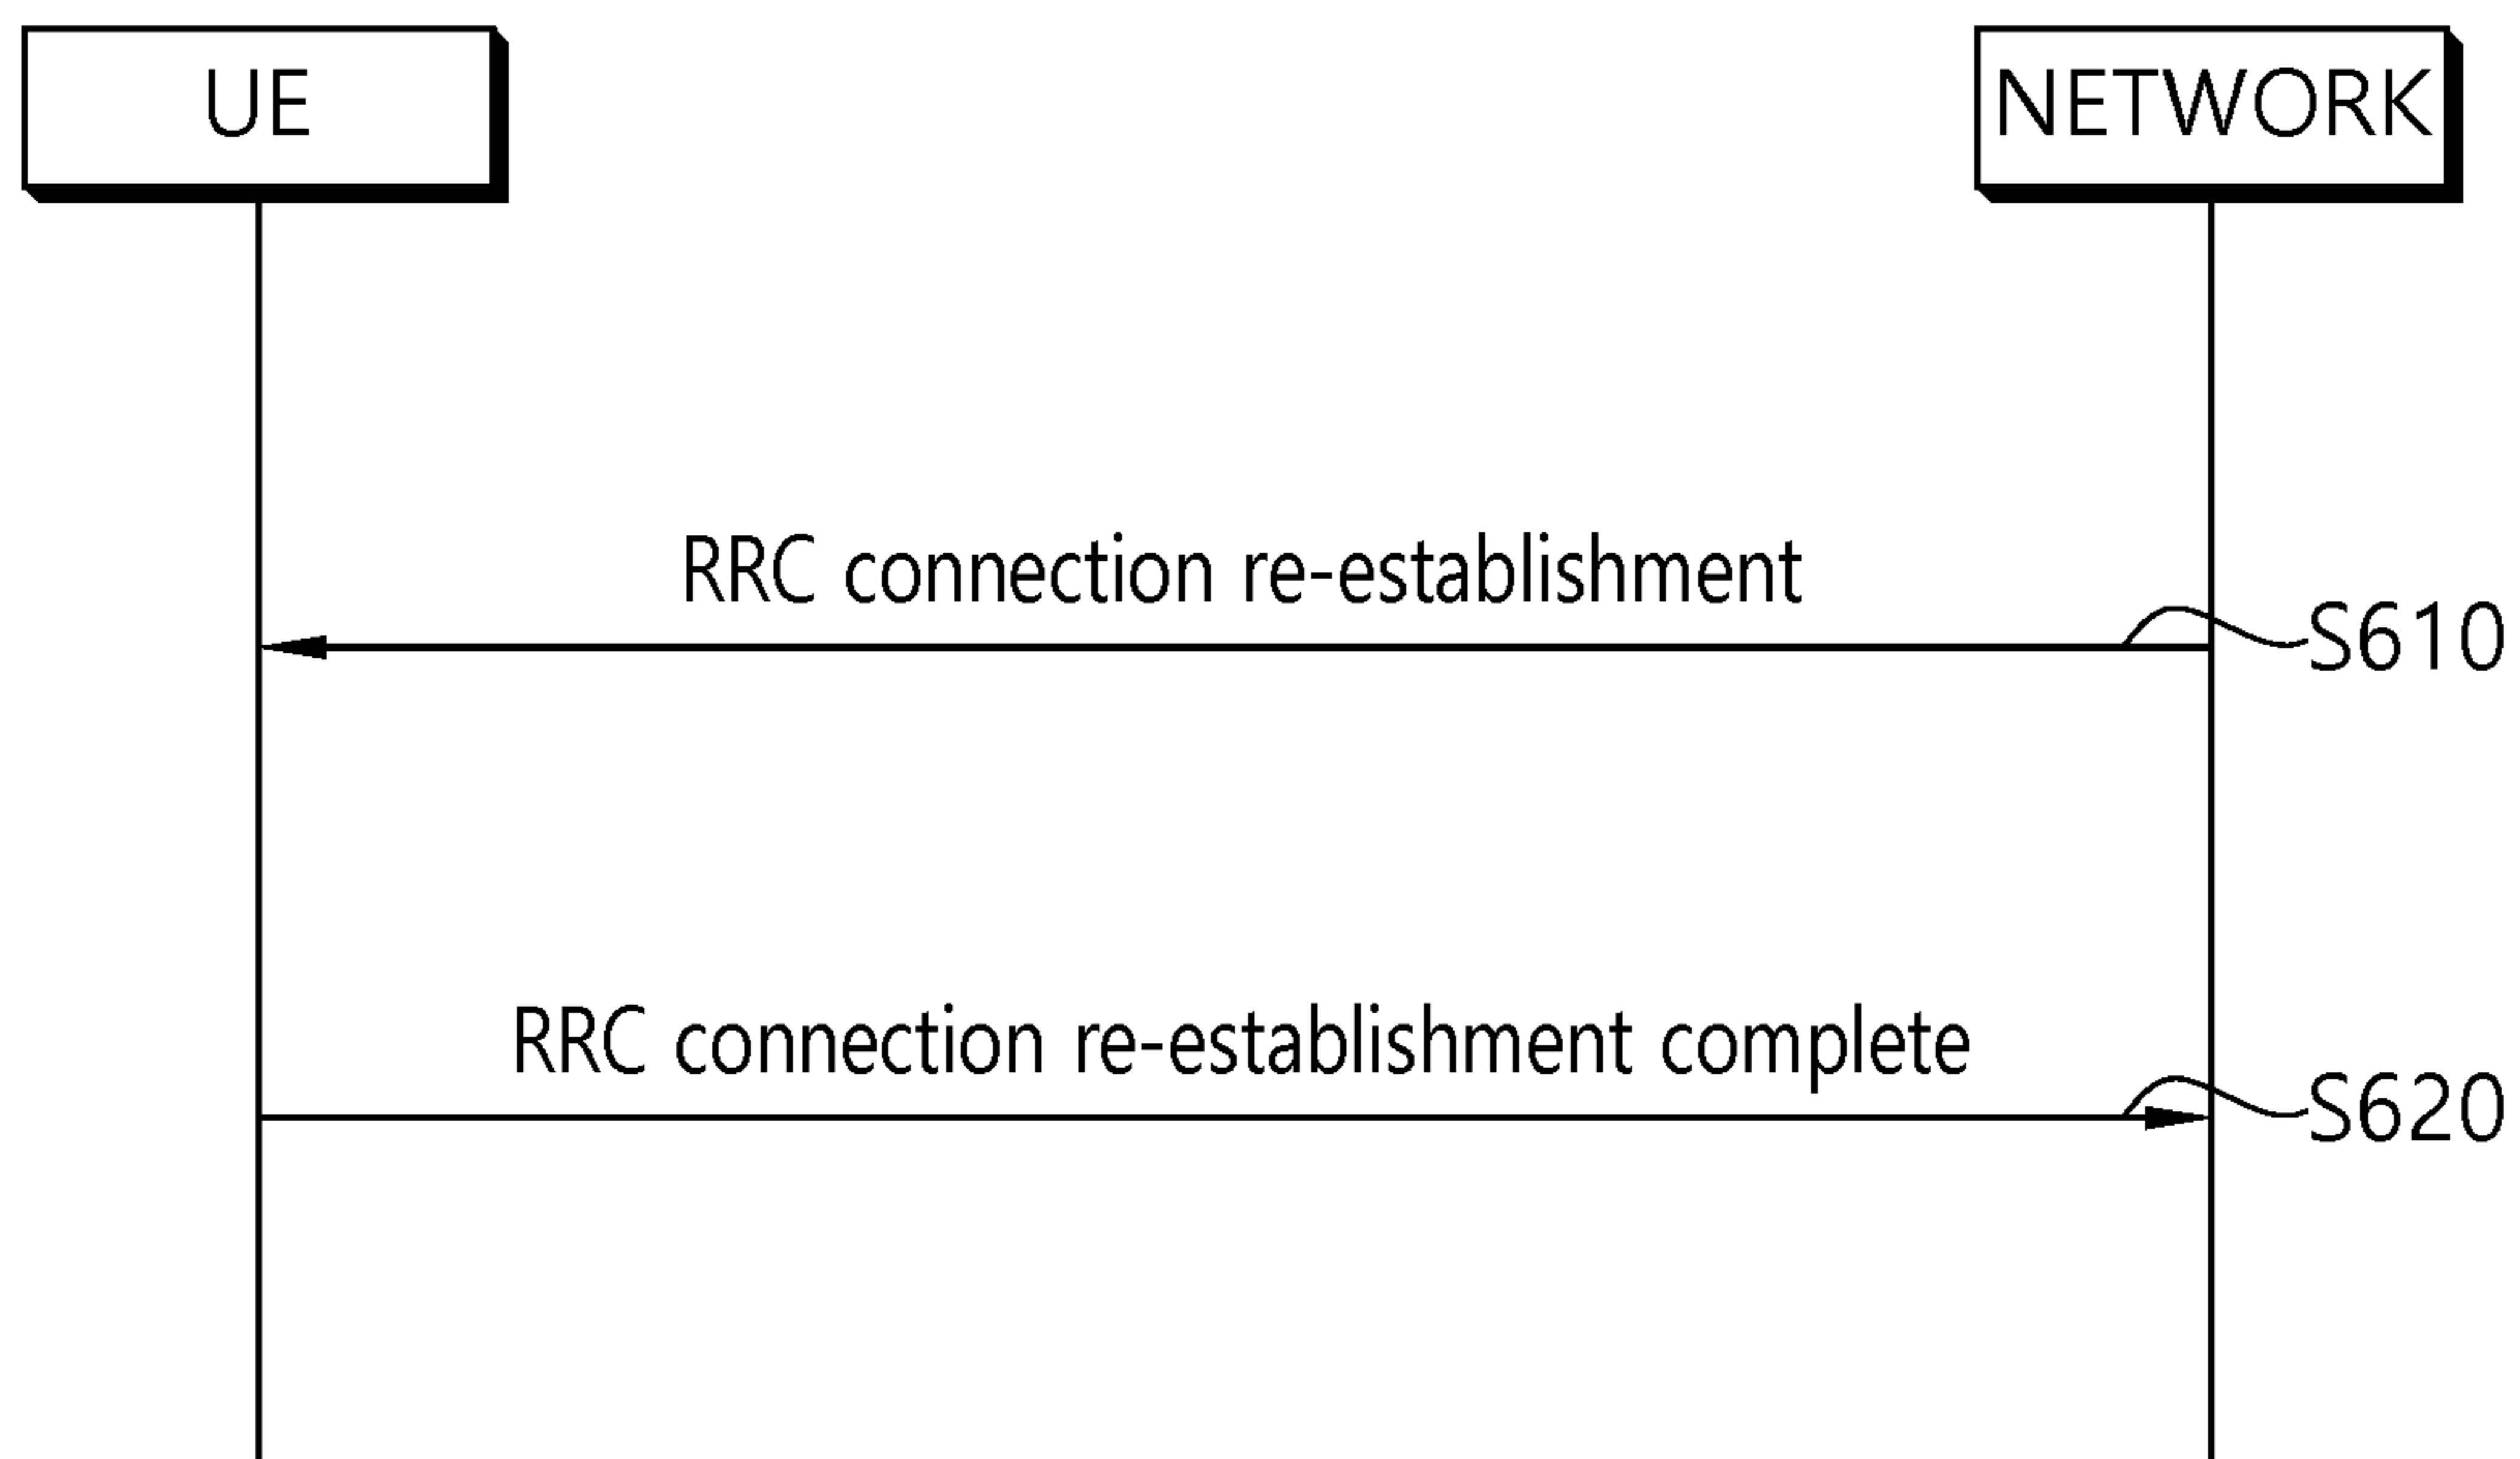 UE
NETWORK
RRC connection re-establishment
S610
RRC connection re-establishment complete
S620